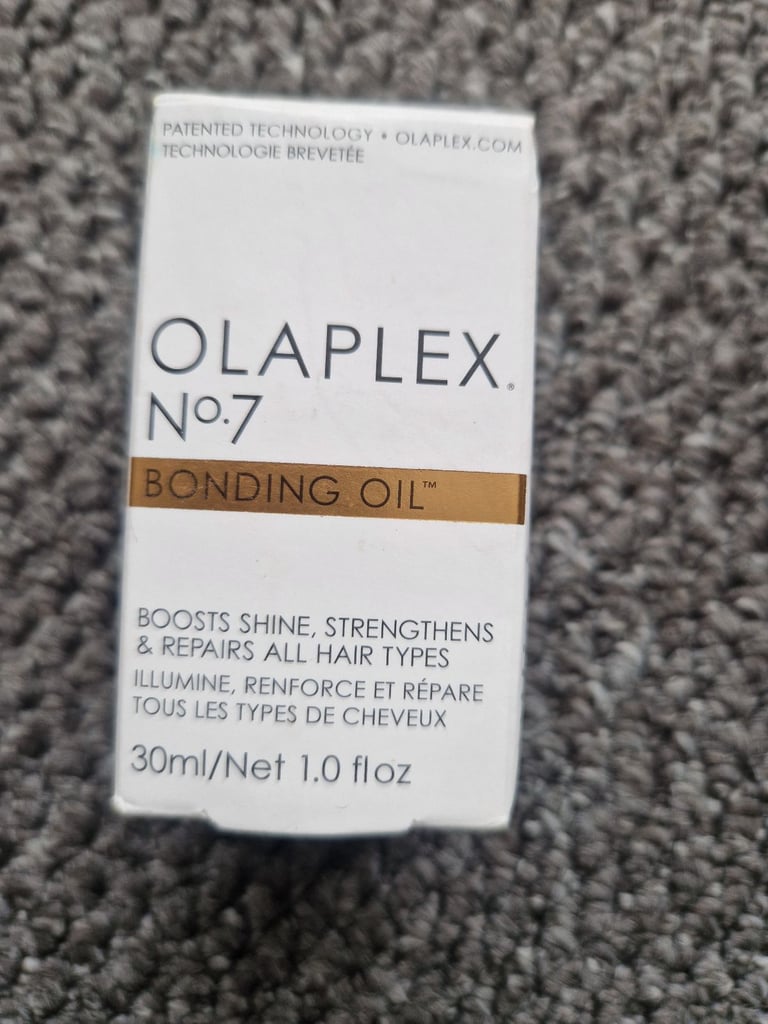 PATENTED TECHNOLOGY • OLAPLEX.COM
TECHNOLOGIE BREVETÉE
OLAPLEX®
Nº.7
BONDING OIL™
BOOSTS SHINE, STRENGTHENS
& REPAIRS ALL HAIR TYPES
ILLUMINE, RENFORCE ET RÉPARE
TOUS LES TYPES DE CHEVEUX
30ml/Net 1.0 fl oz